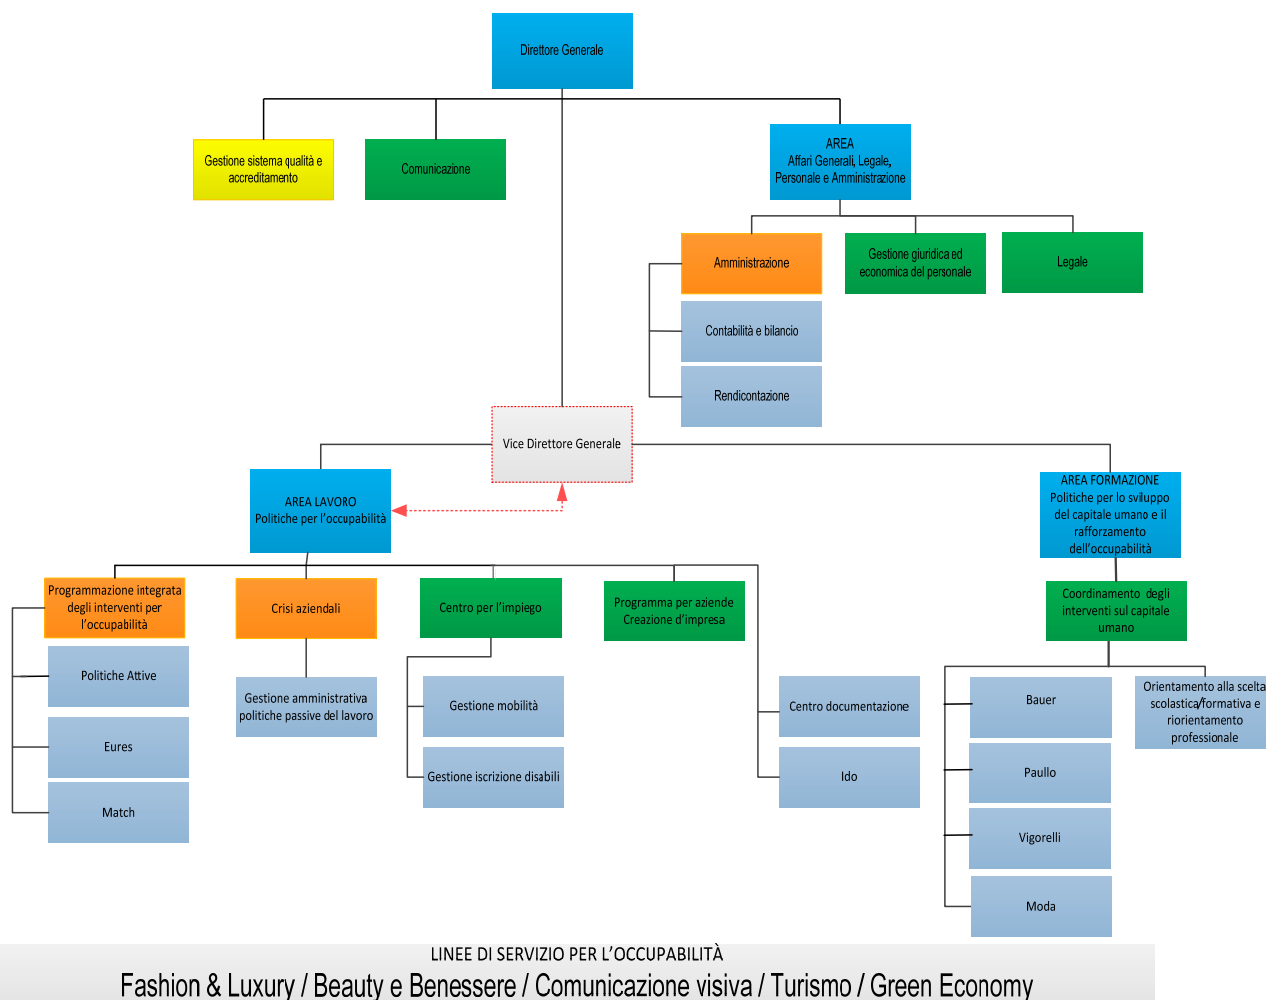 Direttore Generale
Gestione sistema qualità e
accreditamento
Comunicazione
AREA
Affari Generali, Legale,
Personale e Amministrazione
Amministrazione
Gestione giuridica ed
economica del personale
Legale
Contabilità e bilancio
Rendicontazione
Vice Direttore Generale
AREA LAVORO
Politiche per l’occupabilità
AREA FORMAZIONE
Politiche per lo sviluppo
del capitale umano e il
rafforzamento
dell’occupabilità
Programmazione integrata
degli interventi per
l’occupabilità
Crisi aziendali
Centro per l’impiego
Programma per aziende
Creazione d’impresa
Coordinamento degli
interventi sul capitale
umano
Politiche Attive
Eures
Match
Gestione amministrativa
politiche passive del lavoro
Gestione mobilità
Gestione iscrizione disabili
Centro documentazione
Ido
Bauer
Paullo
Vigorelli
Moda
Orientamento alla scelta
scolastica/formativa e
riorientamento
professionale
LINEE DI SERVIZIO PER L’OCCUPABILITÀ
Fashion & Luxury / Beauty e Benessere / Comunicazione visiva / Turismo / Green Economy